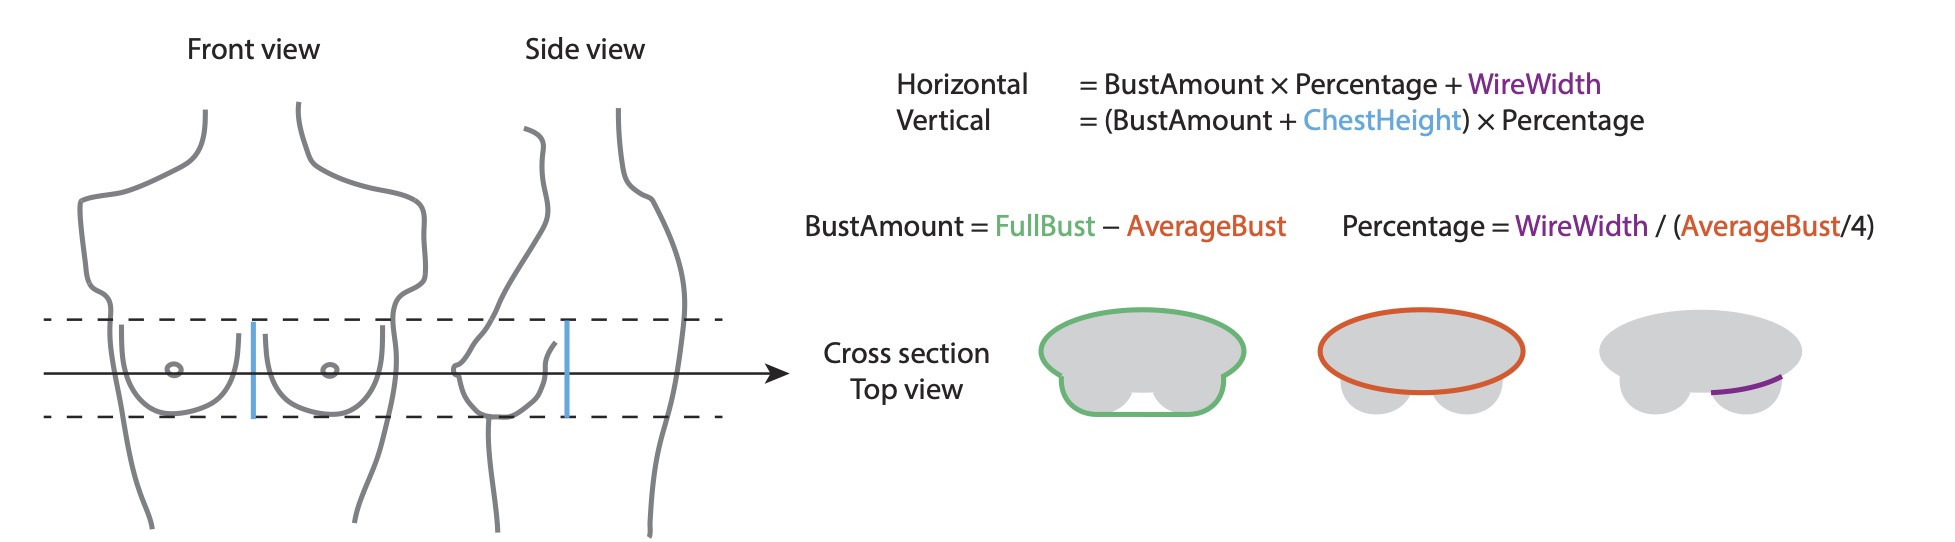 Front view
Side view
Horizontal = BustAmount × Percentage + WireWidth
Vertical = (BustAmount + ChestHeight) × Percentage
BustAmount = FullBust – AverageBust
Percentage = WireWidth / (AverageBust/4)
Cross section
Top view